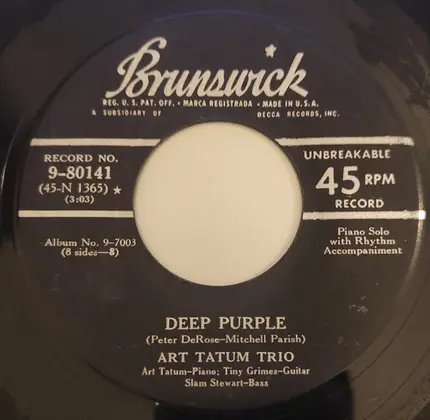 Brunswick
REG. U. S. PAT. OFF. • MARCA REGISTRADA • MADE IN U.S.A.
A SUBSIDIARY OF DECCA RECORDS, INC.
RECORD NO.
9-80141
(45-N 1365) ★
(3:03)
UNBREAKABLE
45 RPM
RECORD
Album No. 9-7003
(8 sides—8)
Piano Solo
with Rhythm
Accompaniment
DEEP PURPLE
(Peter DeRose-Mitchell Parish)
ART TATUM TRIO
Art Tatum-Piano; Tiny Grimes-Guitar
Slam Stewart-Bass